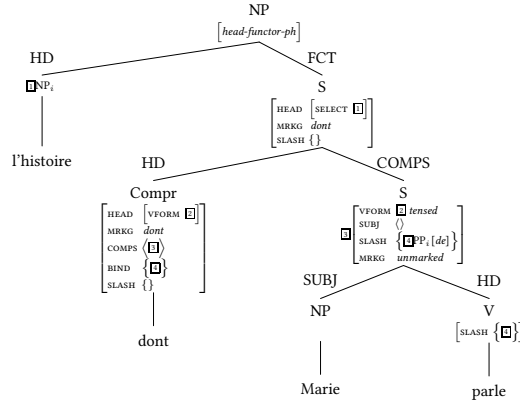 NP
[head-functor-ph]
HD FCT
1 NPi S
[HEAD [SELECT 1]
MRKG dont
SLASH {}]
l'histoire HD COMPS
Compr S
[HEAD [VFORM 2]
MRKG dont
COMPS ⟨3⟩
BIND {4}
SLASH {}]
3 [VFORM 2 tensed
SUBJ ⟨⟩
SLASH {4 PPi[de]}
MRKG unmarked]
SUBJ HD
NP V
[SLASH {4}]
dont
Marie parle